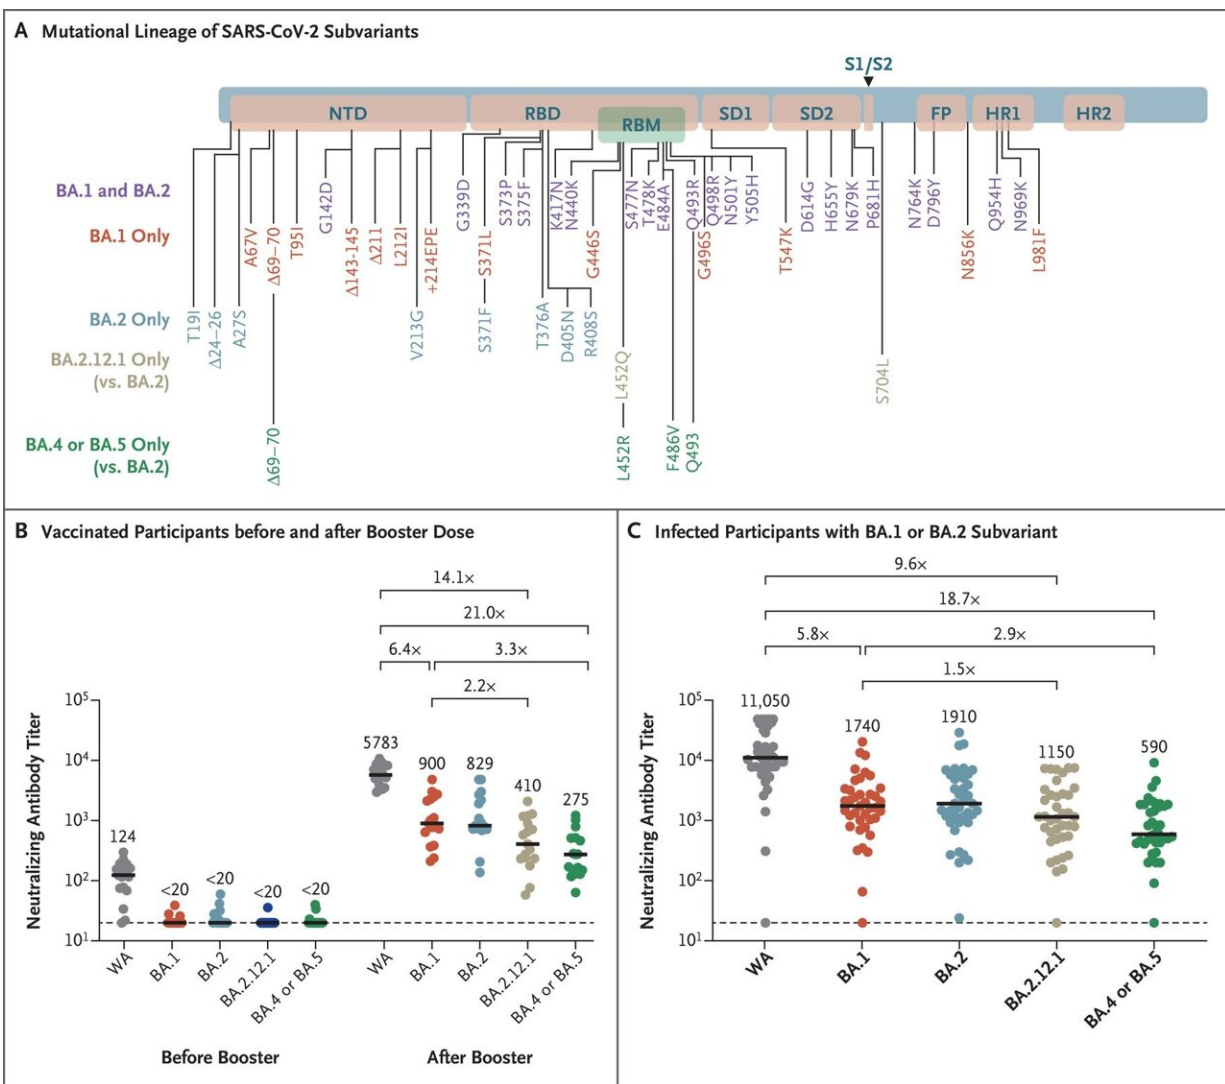 A Mutational Lineage of SARS-CoV-2 Subvariants
S1/S2
NTD RBD RBM SD1 SD2 FP HR1 HR2
BA.1 and BA.2
G142D G339D S373P S375F K417N N440K S477N T478K E484A Q493R Q498R N501Y Y505H D614G H655Y N679K P681H N764K D796Y Q954H N969K
BA.1 Only
A67V Δ69–70 T95I Δ143-145 Δ211 L212I +214EPE S371L G446S G496S T547K N856K L981F
BA.2 Only
T19I Δ24–26 A27S V213G S371F T376A D405N R408S
BA.2.12.1 Only
(vs. BA.2)
L452Q S704L
BA.4 or BA.5 Only
(vs. BA.2)
Δ69–70 L452R F486V Q493
B Vaccinated Participants before and after Booster Dose
14.1×
21.0×
6.4× 3.3×
2.2×
Neutralizing Antibody Titer
10⁵
10⁴
10³
10²
10¹
124 <20 <20 <20 <20 5783 900 829 410 275
WA BA.1 BA.2 BA.2.12.1 BA.4 or BA.5 WA BA.1 BA.2 BA.2.12.1 BA.4 or BA.5
Before Booster After Booster
C Infected Participants with BA.1 or BA.2 Subvariant
9.6×
18.7×
5.8× 2.9×
1.5×
Neutralizing Antibody Titer
10⁵
10⁴
10³
10²
10¹
11,050 1740 1910 1150 590
WA BA.1 BA.2 BA.2.12.1 BA.4 or BA.5